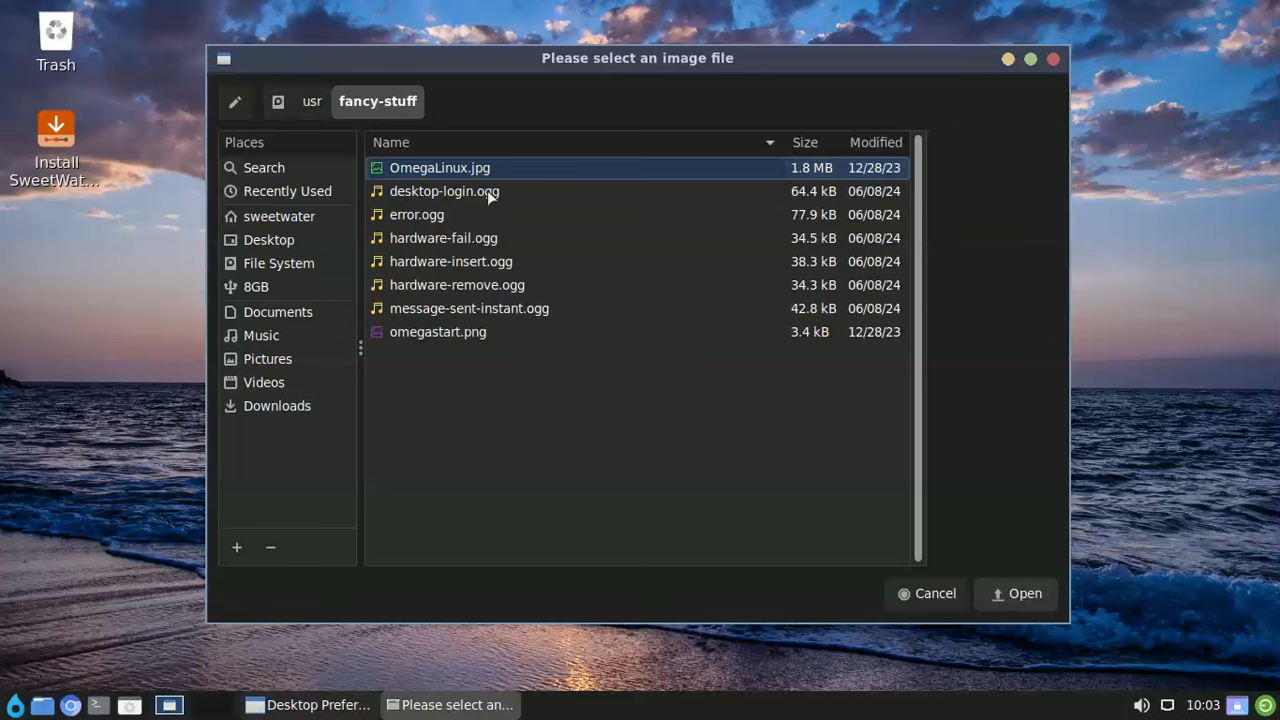 Trash
Install
SweetWat...
Please select an image file
usr
fancy-stuff
Places
Search
Recently Used
sweetwater
Desktop
File System
8GB
Documents
Music
Pictures
Videos
Downloads
Name Size Modified
OmegaLinux.jpg 1.8 MB 12/28/23
desktop-login.ogg 64.4 kB 06/08/24
error.ogg 77.9 kB 06/08/24
hardware-fail.ogg 34.5 kB 06/08/24
hardware-insert.ogg 38.3 kB 06/08/24
hardware-remove.ogg 34.3 kB 06/08/24
message-sent-instant.ogg 42.8 kB 06/08/24
omegastart.png 3.4 kB 12/28/23
Cancel
Open
Desktop Prefer...
Please select an...
10:03